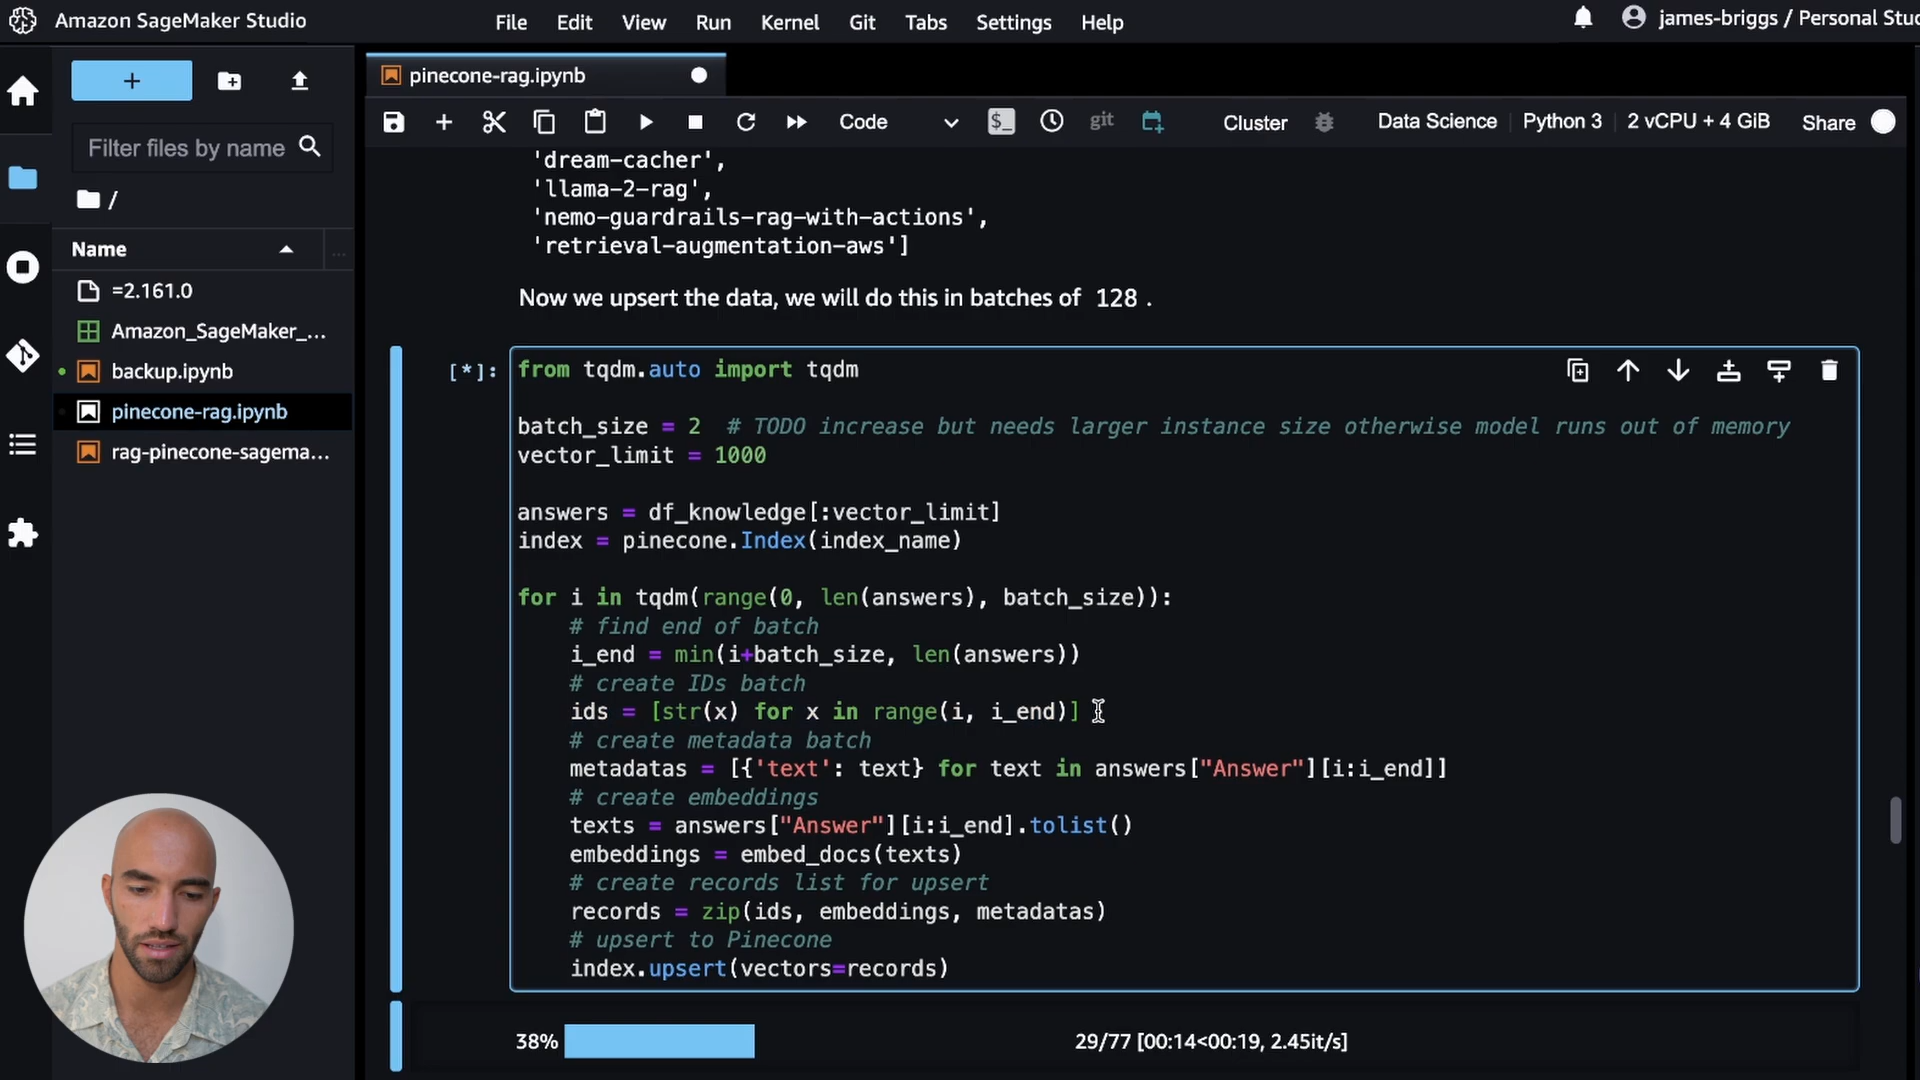 Amazon SageMaker Studio
File Edit View Run Kernel Git Tabs Settings Help
james-briggs / Personal Stu
+
Filter files by name
/
Name
...
=2.161.0
Amazon_SageMaker_...
backup.ipynb
pinecone-rag.ipynb
rag-pinecone-sagema...
pinecone-rag.ipynb
Code
$_
git
Cluster
Data Science
Python 3
2 vCPU + 4 GiB
Share
'dream-cacher',
'llama-2-rag',
'nemo-guardrails-rag-with-actions',
'retrieval-augmentation-aws']
Now we upsert the data, we will do this in batches of 128 .
[*]:
from tqdm.auto import tqdm
batch_size = 2  # TODO increase but needs larger instance size otherwise model runs out of memory
vector_limit = 1000
answers = df_knowledge[:vector_limit]
index = pinecone.Index(index_name)
for i in tqdm(range(0, len(answers), batch_size)):
    # find end of batch
    i_end = min(i+batch_size, len(answers))
    # create IDs batch
    ids = [str(x) for x in range(i, i_end)]
    # create metadata batch
    metadatas = [{'text': text} for text in answers["Answer"][i:i_end]]
    # create embeddings
    texts = answers["Answer"][i:i_end].tolist()
    embeddings = embed_docs(texts)
    # create records list for upsert
    records = zip(ids, embeddings, metadatas)
    # upsert to Pinecone
    index.upsert(vectors=records)
38%
29/77 [00:14<00:19, 2.45it/s]